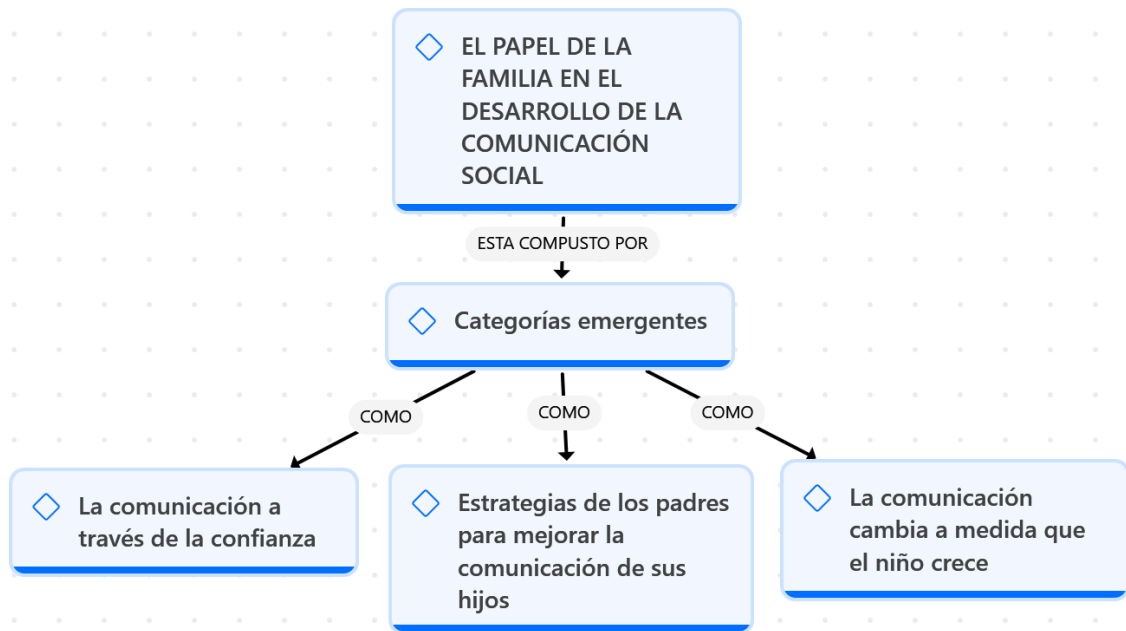 EL PAPEL DE LA
FAMILIA EN EL
DESARROLLO DE LA
COMUNICACIÓN
SOCIAL
ESTA COMPUSTO POR
Categorías emergentes
COMO
COMO
COMO
La comunicación a
través de la confianza
Estrategias de los padres
para mejorar la
comunicación de sus
hijos
La comunicación
cambia a medida que
el niño crece